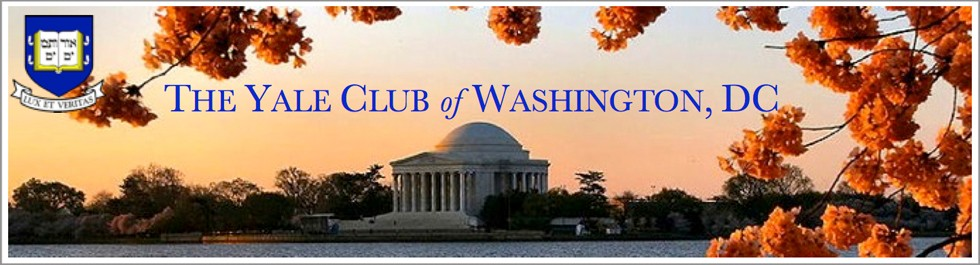 LUX ET VERITAS
THE YALE CLUB of WASHINGTON, DC